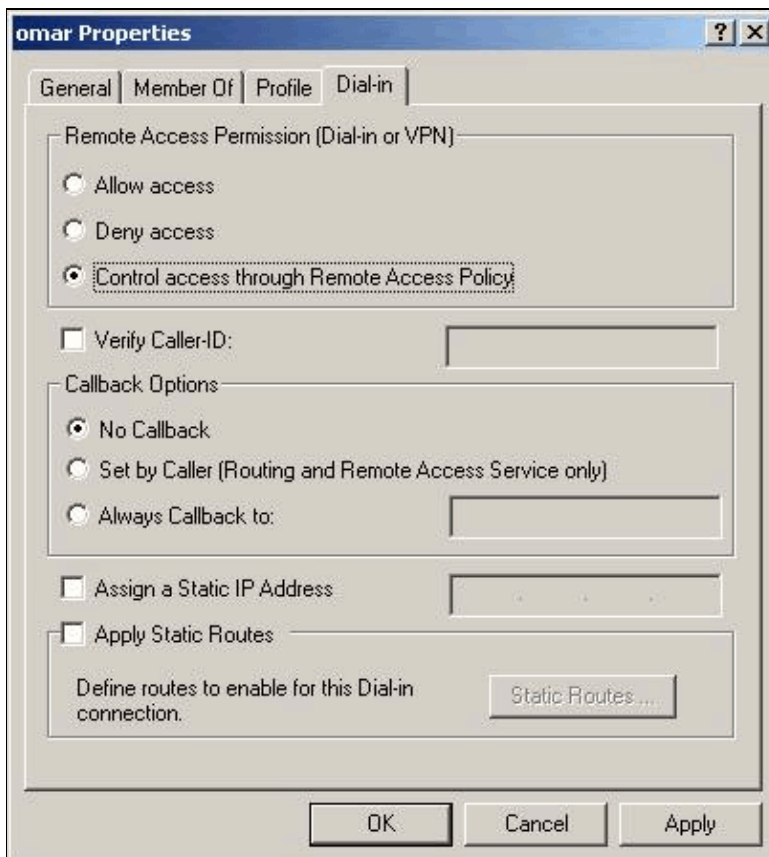 omar Properties
General
Member Of
Profile
Dial-in
Remote Access Permission (Dial-in or VPN)
Allow access
Deny access
Control access through Remote Access Policy
Verify Caller-ID:
Callback Options
No Callback
Set by Caller (Routing and Remote Access Service only)
Always Callback to:
Assign a Static IP Address
Apply Static Routes
Define routes to enable for this Dial-in
connection.
Static Routes ...
OK
Cancel
Apply